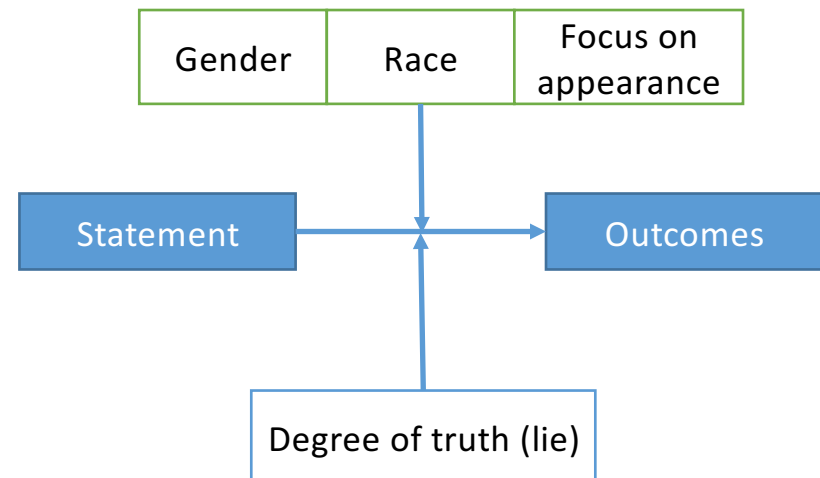 Gender
Race
Focus on
appearance
Statement
Outcomes
Degree of truth (lie)